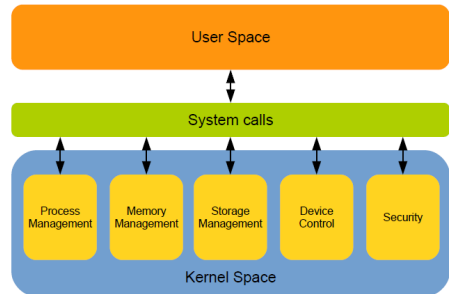 User Space
System calls
Process
Management
Memory
Management
Storage
Management
Device
Control
Security
Kernel Space